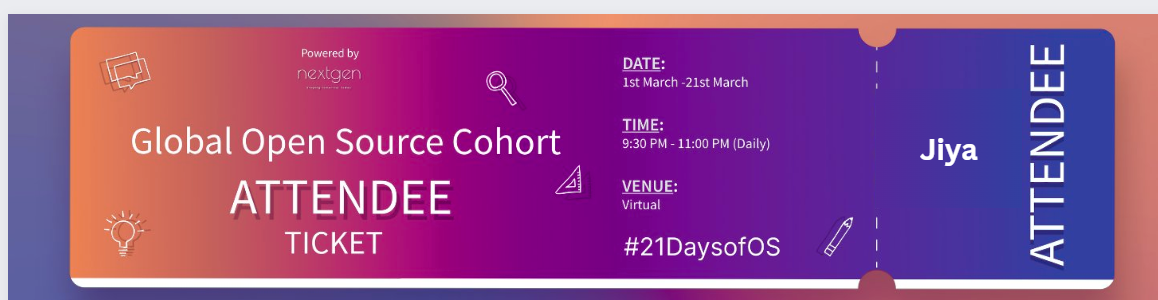 Powered by
nextgen
Global Open Source Cohort
ATTENDEE
TICKET
DATE:
1st March -21st March
TIME:
9:30 PM - 11:00 PM (Daily)
VENUE:
Virtual
#21DaysofOS
Jiya
ATTENDEE